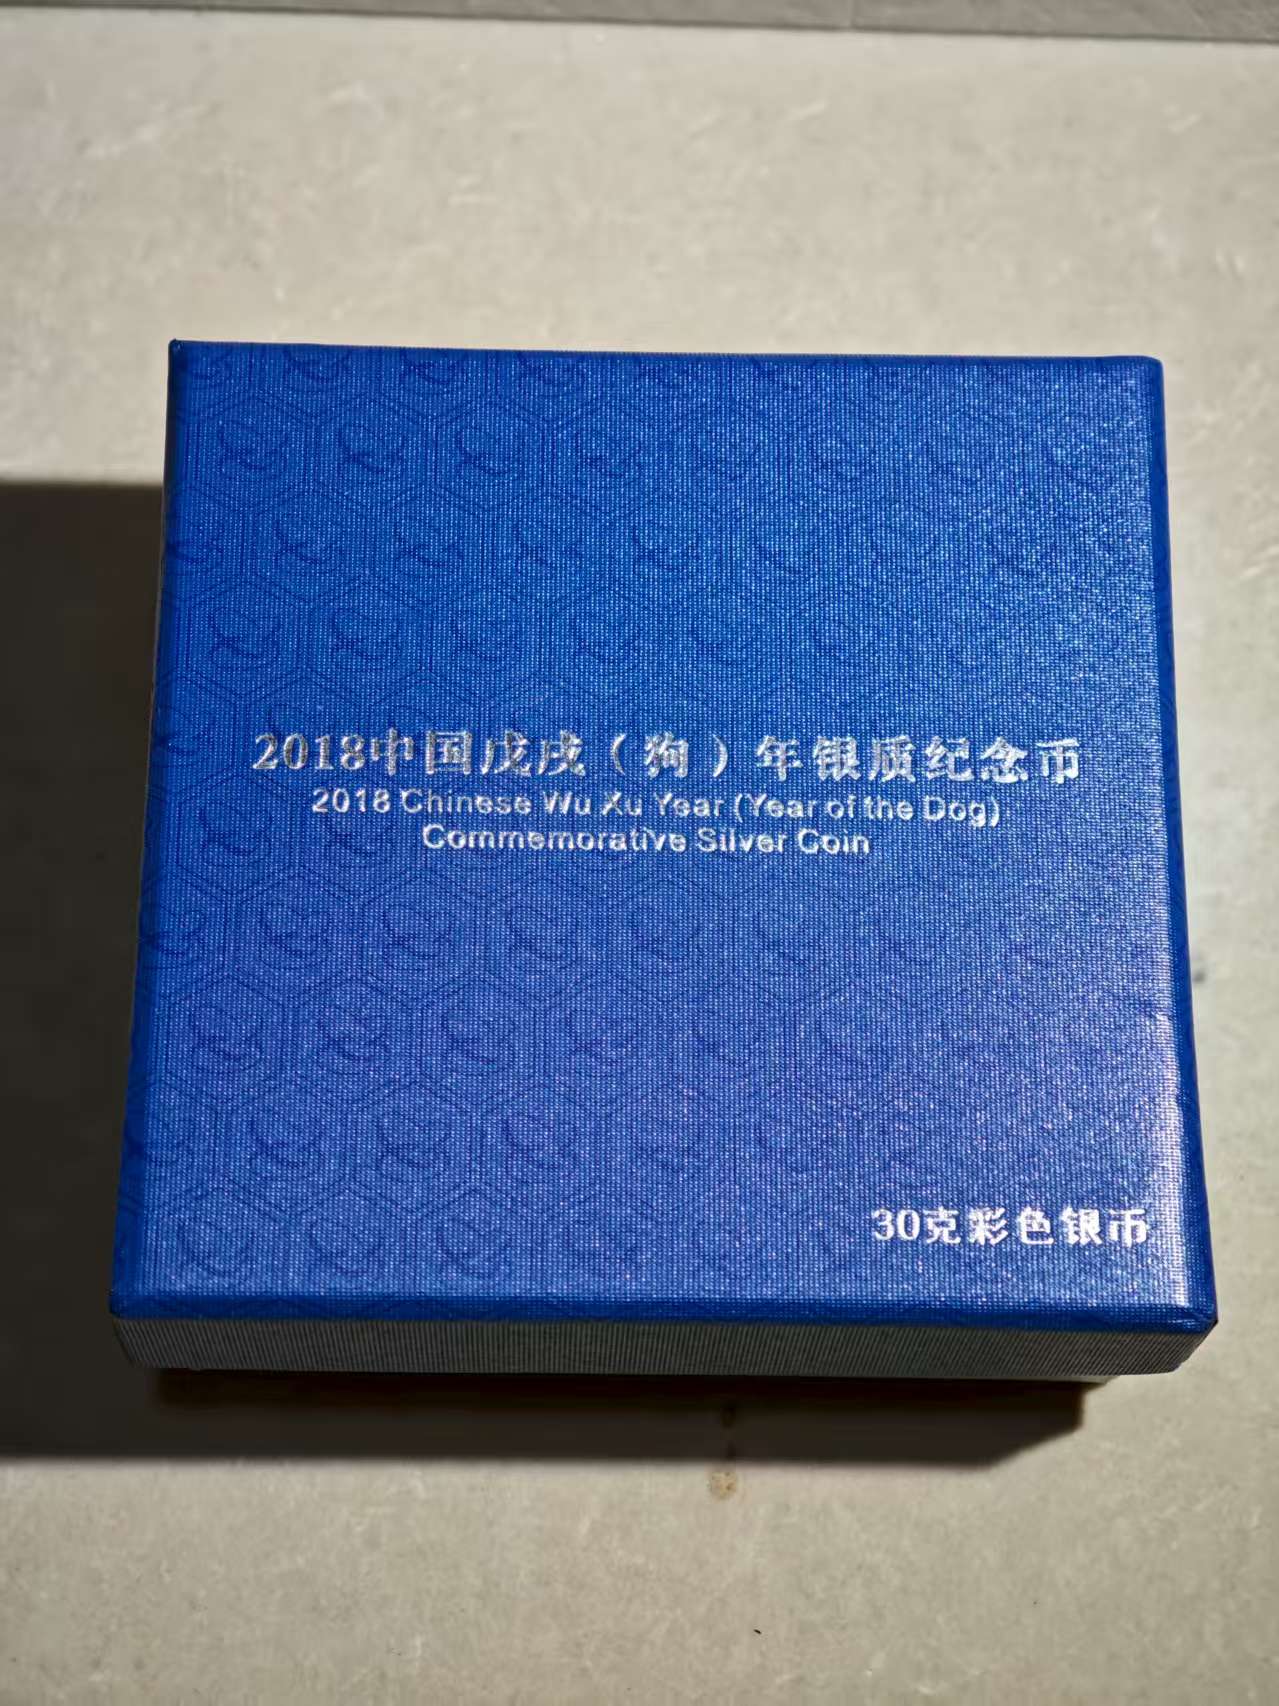 2018中国戊戌（狗）年银质纪念币
2018 Chinese Wu Xu Year (Year of the Dog)
Commemorative Silver Coin
30克彩色银币